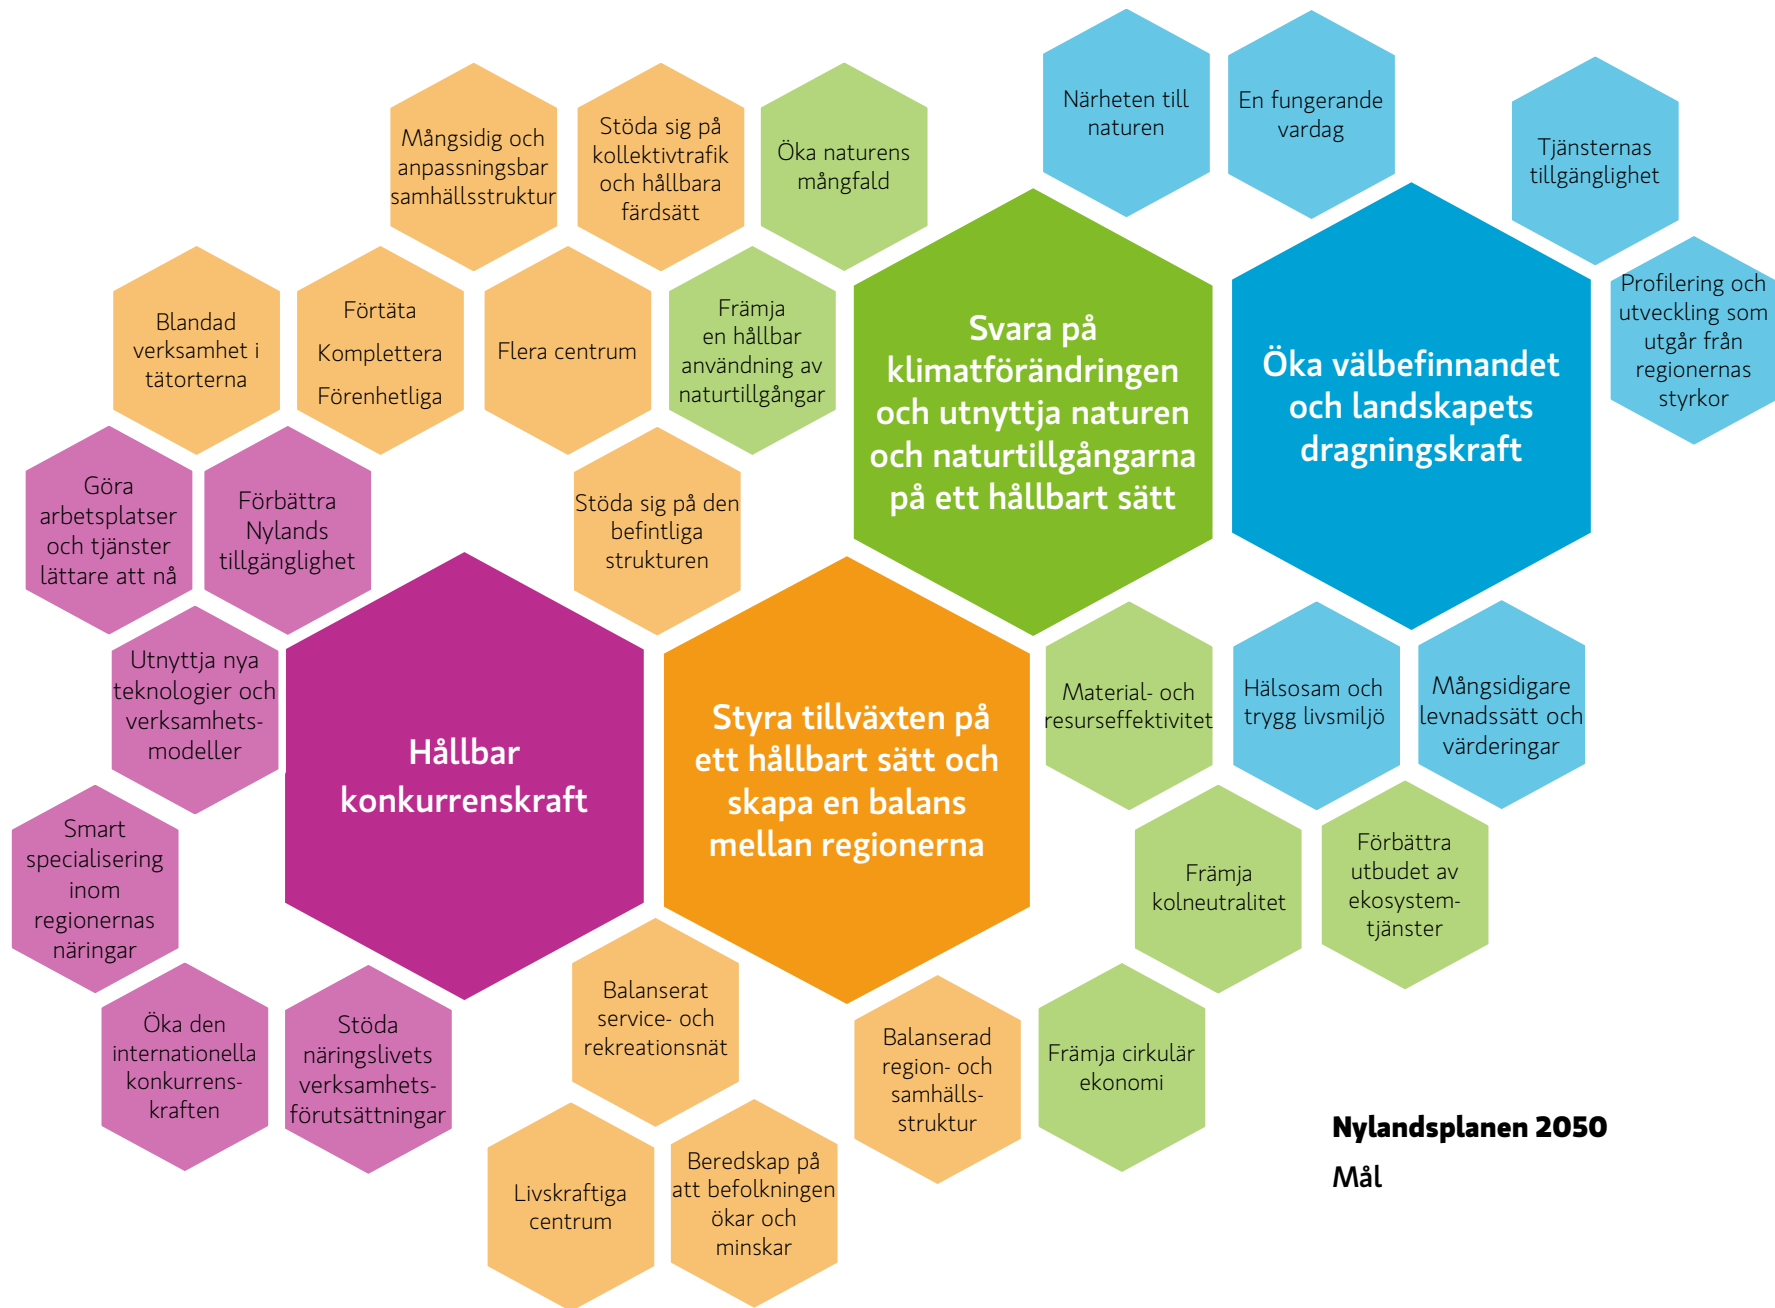 Närheten till
naturen
En fungerande
vardag
Tjänsternas
tillgänglighet
Mångsidig och
anpassningsbar
samhällsstruktur
Stöda sig på
kollektivtrafik
och hållbara
färdsätt
Öka naturens
mångfald
Profilering och
utveckling som
utgår från
regionernas
styrkor
Blandad
verksamhet i
tätorterna
Förtäta
Komplettera
Förenhetliga
Flera centrum
Främja
en hållbar
användning av
naturtillgångar
Svara på
klimatförändringen
och utnyttja naturen
och naturtillgångarna
på ett hållbart sätt
Öka välbefinnandet
och landskapets
dragningskraft
Göra
arbetsplatser
och tjänster
lättare att nå
Förbättra
Nylands
tillgänglighet
Stöda sig på den
befintliga
strukturen
Utnyttja nya
teknologier och
verksamhets-
modeller
Hållbar
konkurrenskraft
Styra tillväxten på
ett hållbart sätt och
skapa en balans
mellan regionerna
Material- och
resurseffektivitet
Hälsosam och
trygg livsmiljö
Mångsidigare
levnadssätt och
värderingar
Smart
specialisering
inom
regionernas
näringar
Främja
kolneutralitet
Förbättra
utbudet av
ekosystem-
tjänster
Öka den
internationella
konkurrens-
kraften
Stöda
näringslivets
verksamhets-
förutsättningar
Balanserat
service- och
rekreationsnät
Balanserad
region- och
samhälls-
struktur
Främja cirkulär
ekonomi
Livskraftiga
centrum
Beredskap på
att befolkningen
ökar och
minskar
Nylandsplanen 2050
Mål